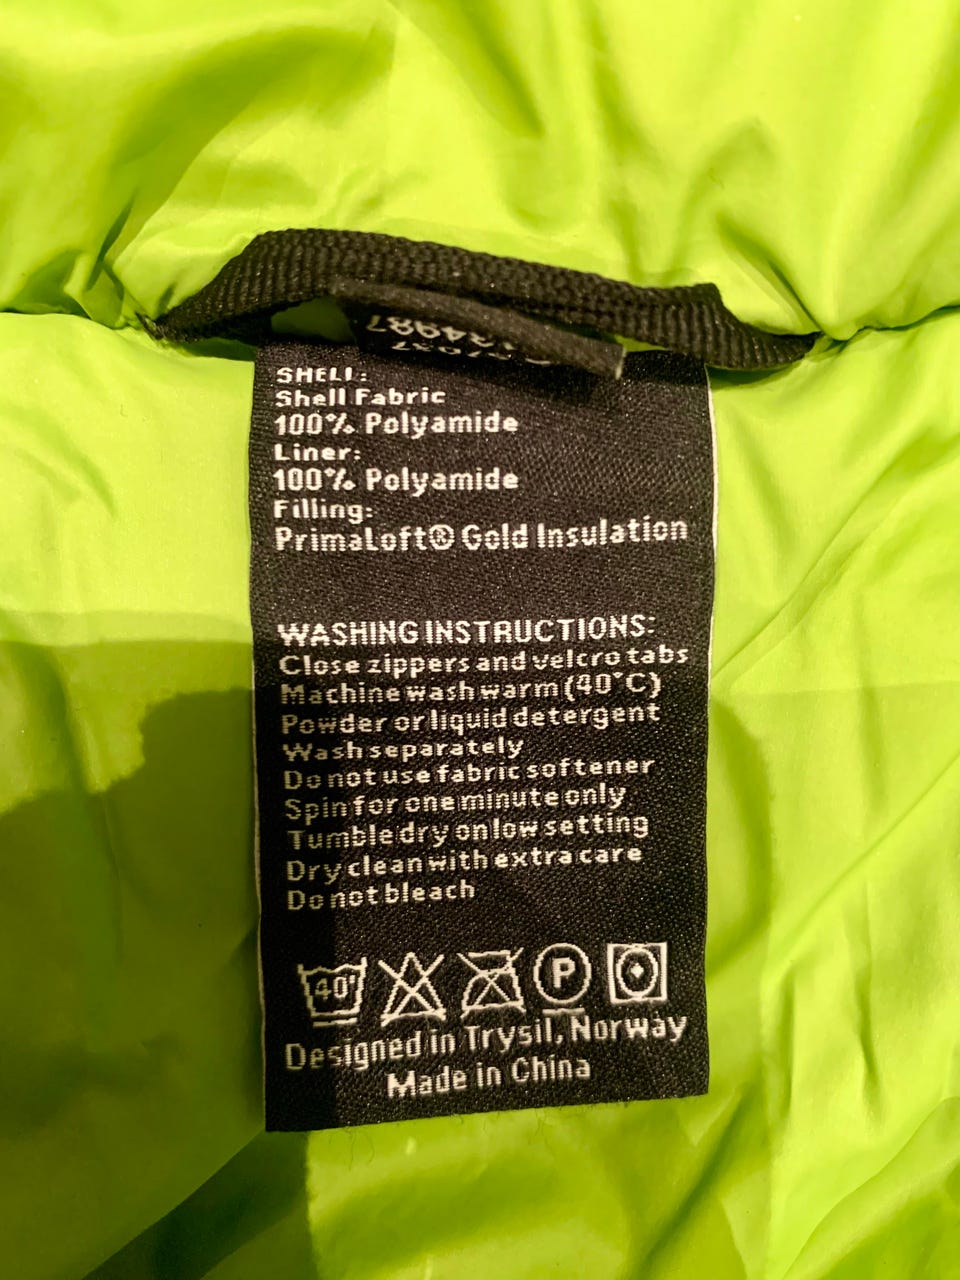 134987
SHELL:
Shell Fabric
100% Polyamide
Liner:
100% Polyamide
Filling:
PrimaLoft® Gold Insulation
WASHING INSTRUCTIONS:
Close zippers and velcro tabs
Machine wash warm (40°C)
Powder or liquid detergent
Wash separately
Do not use fabric softener
Spin for one minute only
Tumble dry on low setting
Dry clean with extra care
Do not bleach
40° P
Designed in Trysil, Norway
Made in China